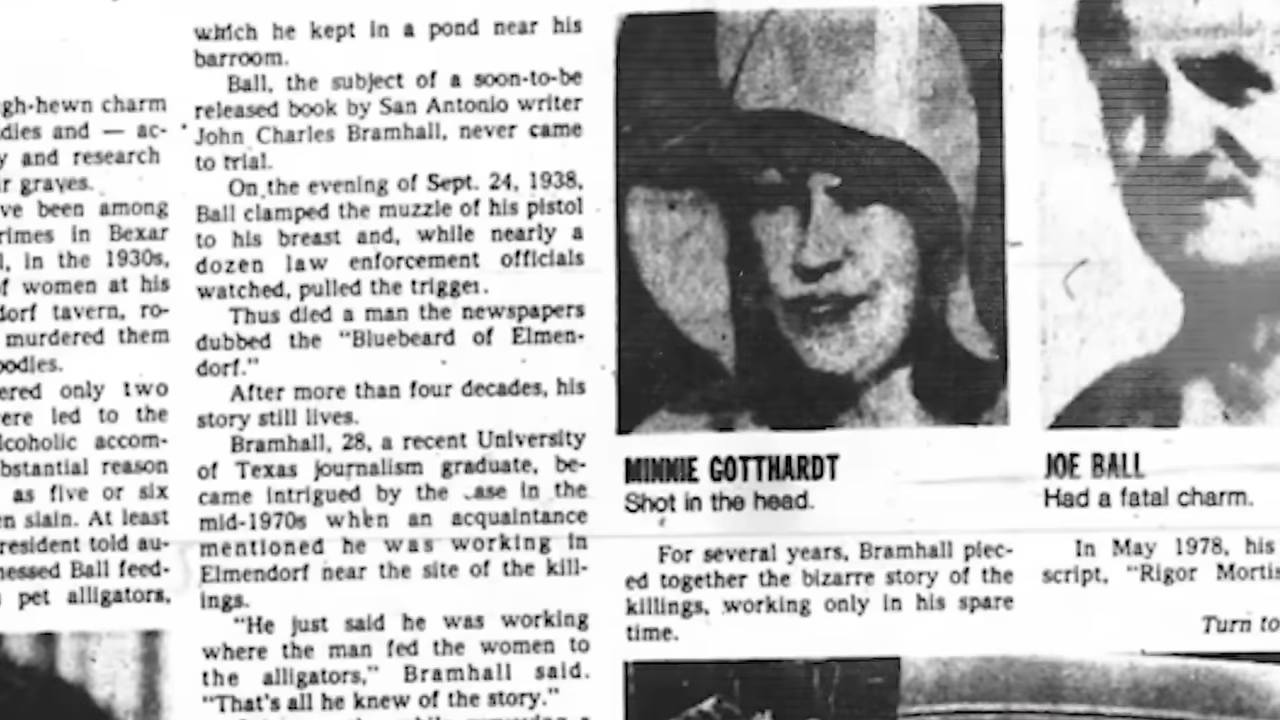 gh-hewn charm
dies and — ac-
y and research
r graves.
ve been among
rimes in Bexar
l, in the 1930s,
f women at his
dorf tavern, ro-
murdered them
bodies.
ered only two
ere led to the
lcoholic accom-
bstantial reason
as five or six
en slain. At least
resident told au-
nessed Ball feed-
pet alligators,
which he kept in a pond near his
barroom.
Ball, the subject of a soon-to-be
released book by San Antonio writer
John Charles Bramhall, never came
to trial.
On the evening of Sept. 24, 1938,
Ball clamped the muzzle of his pistol
to his breast and, while nearly a
dozen law enforcement officials
watched, pulled the trigger.
Thus died a man the newspapers
dubbed the "Bluebeard of Elmen-
dorf."
After more than four decades, his
story still lives.
Bramhall, 28, a recent University
of Texas journalism graduate, be-
came intrigued by the case in the
mid-1970s when an acquaintance
mentioned he was working in
Elmendorf near the site of the kill-
ings.
"He just said he was working
where the man fed the women to
the alligators," Bramhall said.
"That's all he knew of the story."
MINNIE GOTTHARDT
Shot in the head.
For several years, Bramhall piec-
ed together the bizarre story of the
killings, working only in his spare
time.
JOE BALL
Had a fatal charm.
In May 1978, his
script, "Rigor Mortis
Turn to